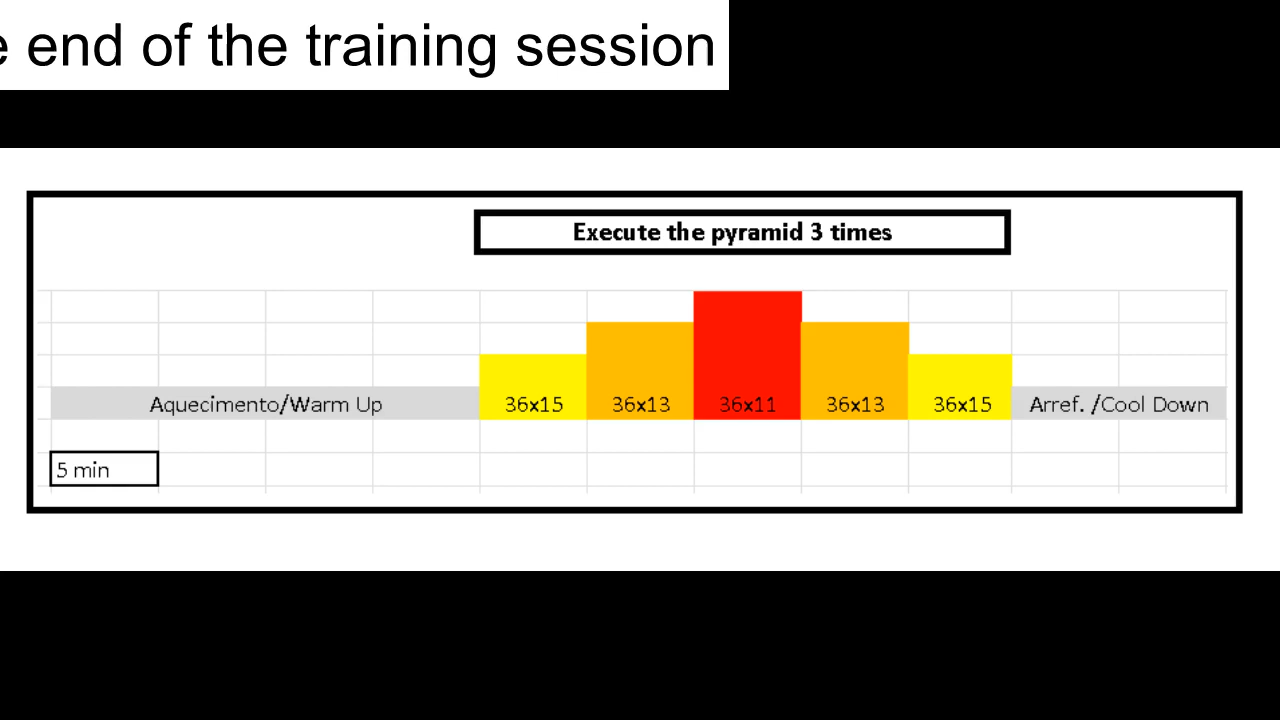 end of the training session
Execute the pyramid 3 times
Aquecimento/Warm Up 36x15 36x13 36x11 36x13 36x15 Arref. /Cool Down
5 min